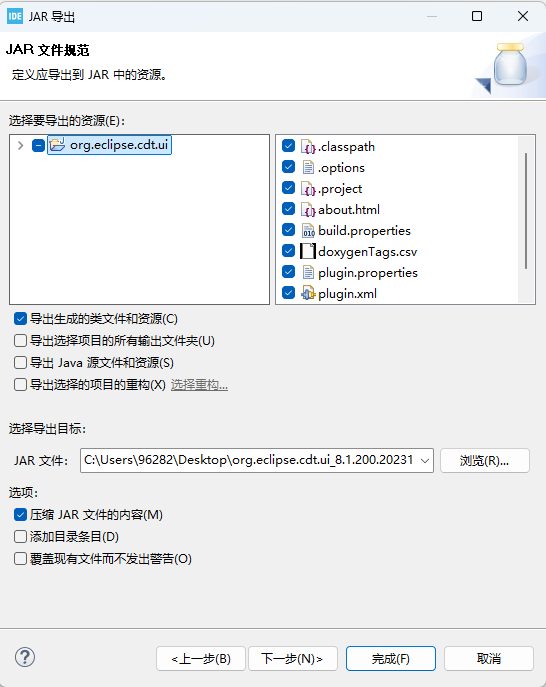 IDE JAR 导出
JAR 文件规范
定义应导出到 JAR 中的资源。
选择要导出的资源(E):
org.eclipse.cdt.ui
.classpath
.options
.project
about.html
build.properties
doxygenTags.csv
plugin.properties
plugin.xml
导出生成的类文件和资源(C)
导出选择项目的所有输出文件夹(U)
导出 Java 源文件和资源(S)
导出选择的项目的重构(X) 选择重构...
选择导出目标:
JAR 文件: C:\Users\96282\Desktop\org.eclipse.cdt.ui_8.1.200.20231 浏览(R)...
选项:
压缩 JAR 文件的内容(M)
添加目录条目(D)
覆盖现有文件而不发出警告(O)
? <上一步(B) 下一步(N)> 完成(F) 取消